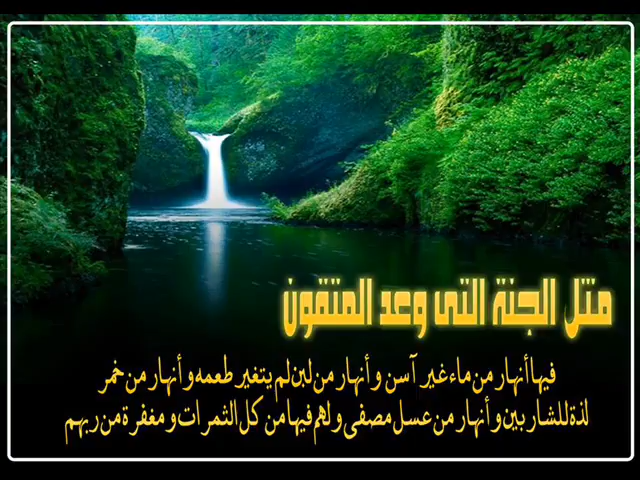 مثل الجنة التى وعد المتقون
فيها أنهار من ماء غير آسن و أنهار من لبن لم يتغير طعمه و أنهار من خمر
لذة للشاربين و أنهار من عسل مصفى و لهم فيها من كل الثمرات و مغفرة من ربهم